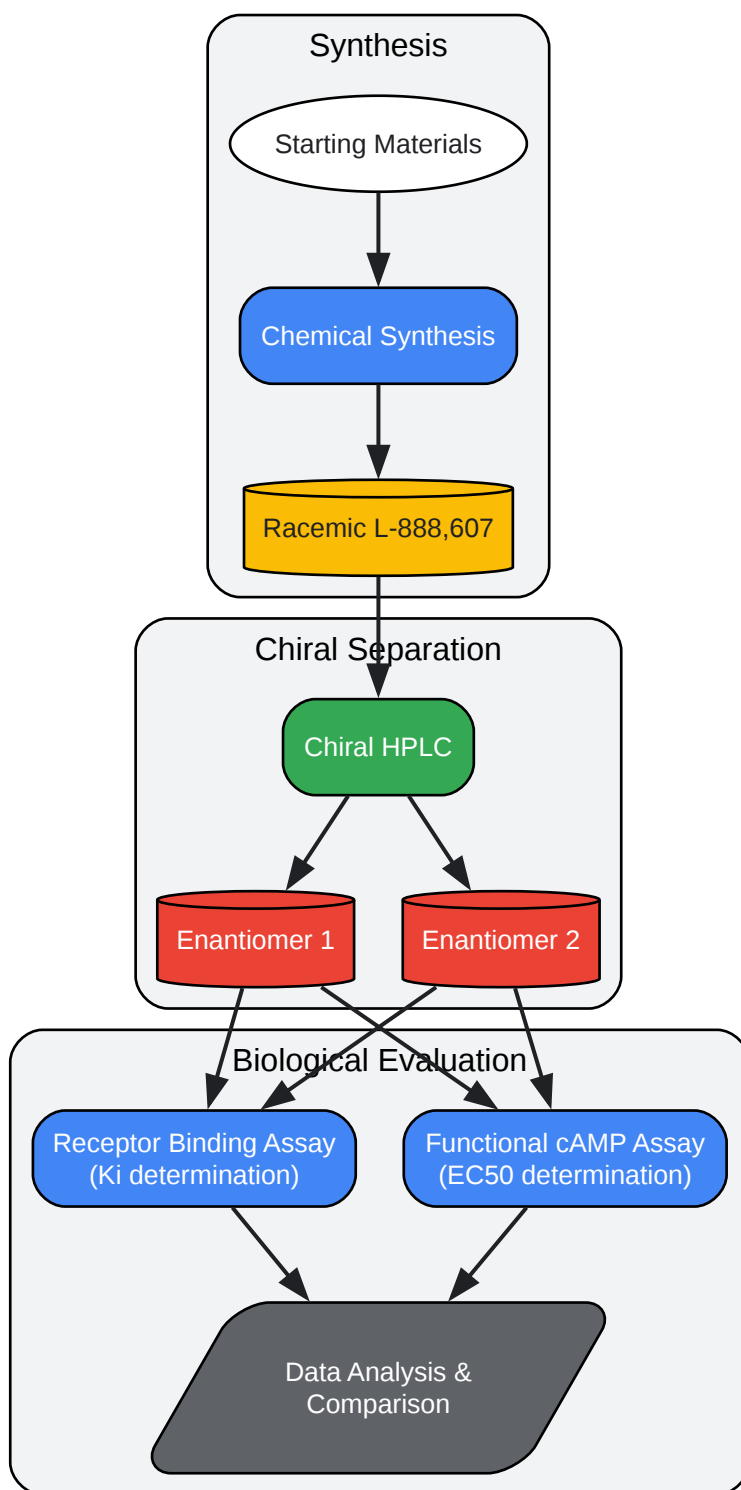 Synthesis
Starting Materials
Chemical Synthesis
Racemic L-888,607
Chiral Separation
Chiral HPLC
Enantiomer 1
Enantiomer 2
Biological Evaluation
Receptor Binding Assay
(Ki determination)
Functional cAMP Assay
(EC50 determination)
Data Analysis &
Comparison